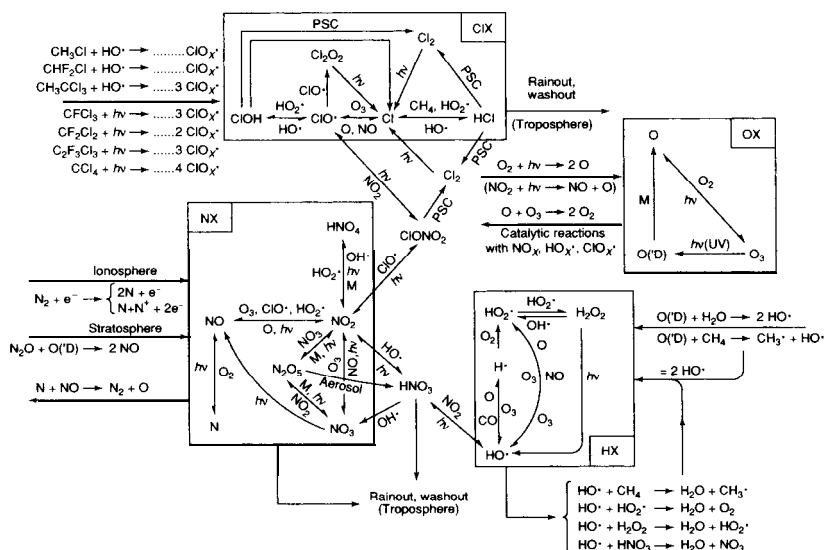 CH₃Cl + HO• → ........ClOX•
CHF₂Cl + HO• → ........ClOX•
CH₃CCl₃ + HO• → ........3 ClOX•
CFCl₃ + hν → ........3 ClOX•
CF₂Cl₂ + hν → ........2 ClOX•
C₂F₃Cl₃ + hν → ........3 ClOX•
CCl₄ + hν → ........4 ClOX•
ClX
PSC
Cl₂
Cl₂O₂
hν
hν
PSC
ClO•
HO₂•
O₃
CH₄, HO₂•
ClOH
ClO•
Cl
HCl
HO•
O, NO
HO•
Rainout,
washout
(Troposphere)
PSC
hν
Cl₂
hν
NO₂
PSC
ClONO₂
O₂ + hν → 2 O
(NO₂ + hν → NO + O)
O + O₃ → 2 O₂
Catalytic reactions
with NOX, HOX•, ClOX•
OX
O
O₂
hν
M
O('D)
hν(UV)
O₃
NX
HNO₄
OH•
HO₂•
hν
M
ClO•
hν
Ionosphere
N₂ + e⁻ → { 2N + e⁻
N+N⁺ + 2e⁻
Stratosphere
N₂O + O('D) → 2 NO
N + NO → N₂ + O
O₃, ClO•, HO₂•
NO
NO₂
O, hν
NO₃
M, hν
O₃
NO, hν
HO•
hν
N₂O₅
Aerosol
HNO₃
hν
O₂
hν
M, hν
NO₂
N
NO₃
OH•
NO₂
hν
Rainout, washout
(Troposphere)
HX
HO₂•
HO₂•
H₂O₂
OH•
O₂
O
H•
O₃
NO
hν
O
CO
O₃
O₃
HO•
O('D) + H₂O → 2 HO•
O('D) + CH₄ → CH₃• + HO•
= 2 HO•
HO• + CH₄ → H₂O + CH₃•
HO• + HO₂• → H₂O + O₂
HO• + H₂O₂ → H₂O + HO₂•
HO• + HNO₃ → H₂O + NO₃